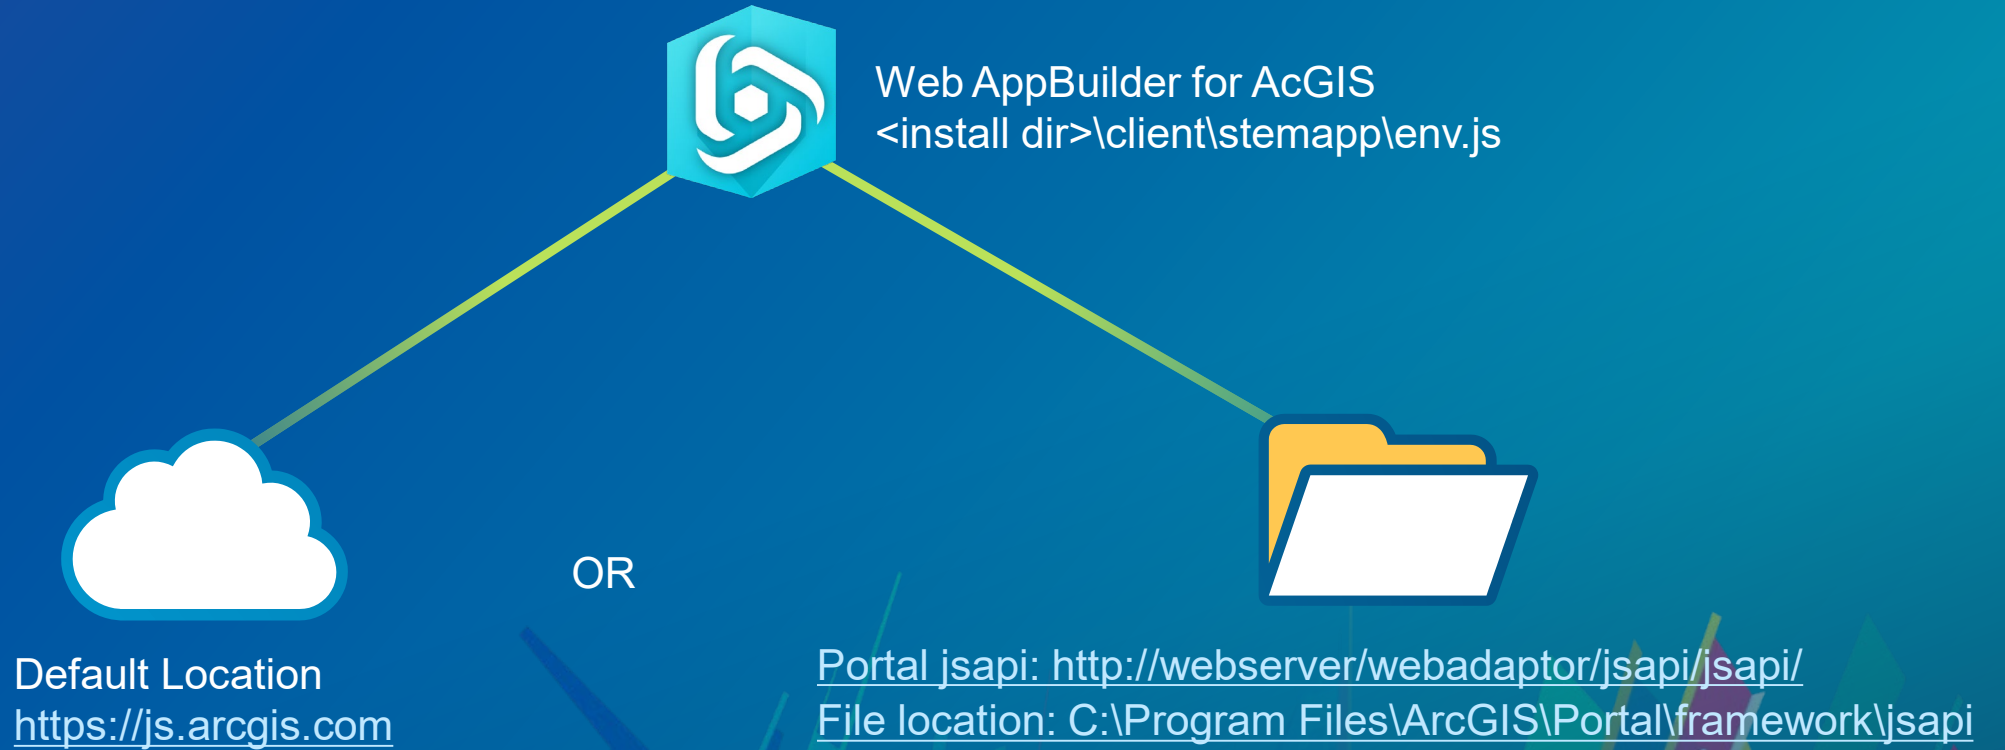 Web AppBuilder for AcGIS
<install dir>\client\stemapp\env.js
OR
Default Location
https://js.arcgis.com
Portal jsapi: http://webserver/webadaptor/jsapi/jsapi/
File location: C:\Program Files\ArcGIS\Portal\framework\jsapi